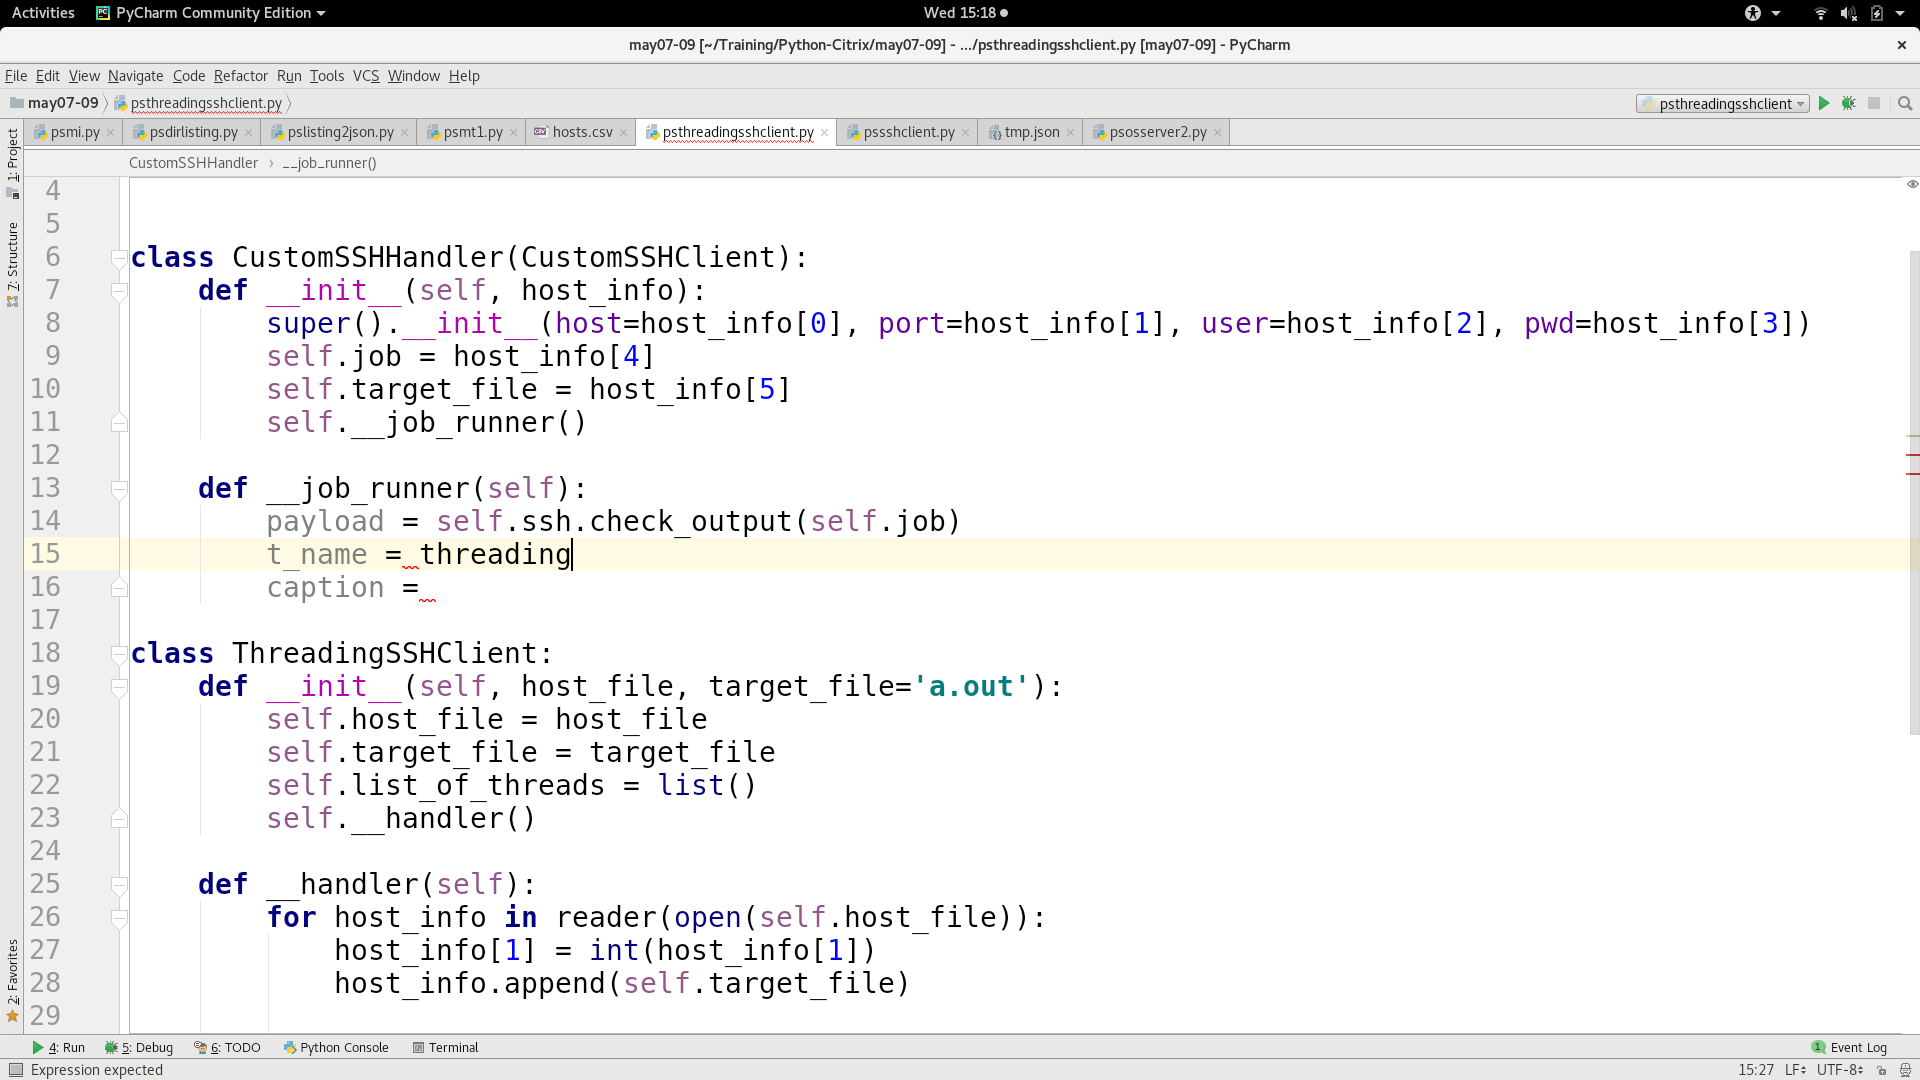 Activities PyCharm Community Edition Wed 15:18
may07-09 [~/Training/Python-Citrix/may07-09] - .../psthreadingsshclient.py [may07-09] - PyCharm
File Edit View Navigate Code Refactor Run Tools VCS Window Help
may07-09 psthreadingsshclient.py psthreadingsshclient
psmi.py psdirlisting.py pslisting2json.py psmt1.py hosts.csv psthreadingsshclient.py pssshclient.py tmp.json psosserver2.py
CustomSSHHandler › __job_runner()
1: Project
7: Structure
2: Favorites
4
5
6 class CustomSSHHandler(CustomSSHClient):
7 def __init__(self, host_info):
8 super().__init__(host=host_info[0], port=host_info[1], user=host_info[2], pwd=host_info[3])
9 self.job = host_info[4]
10 self.target_file = host_info[5]
11 self.__job_runner()
12
13 def __job_runner(self):
14 payload = self.ssh.check_output(self.job)
15 t_name = threading
16 caption =
17
18 class ThreadingSSHClient:
19 def __init__(self, host_file, target_file='a.out'):
20 self.host_file = host_file
21 self.target_file = target_file
22 self.list_of_threads = list()
23 self.__handler()
24
25 def __handler(self):
26 for host_info in reader(open(self.host_file)):
27 host_info[1] = int(host_info[1])
28 host_info.append(self.target_file)
29
4: Run 5: Debug 6: TODO Python Console Terminal 1 Event Log
Expression expected 15:27 LF UTF-8